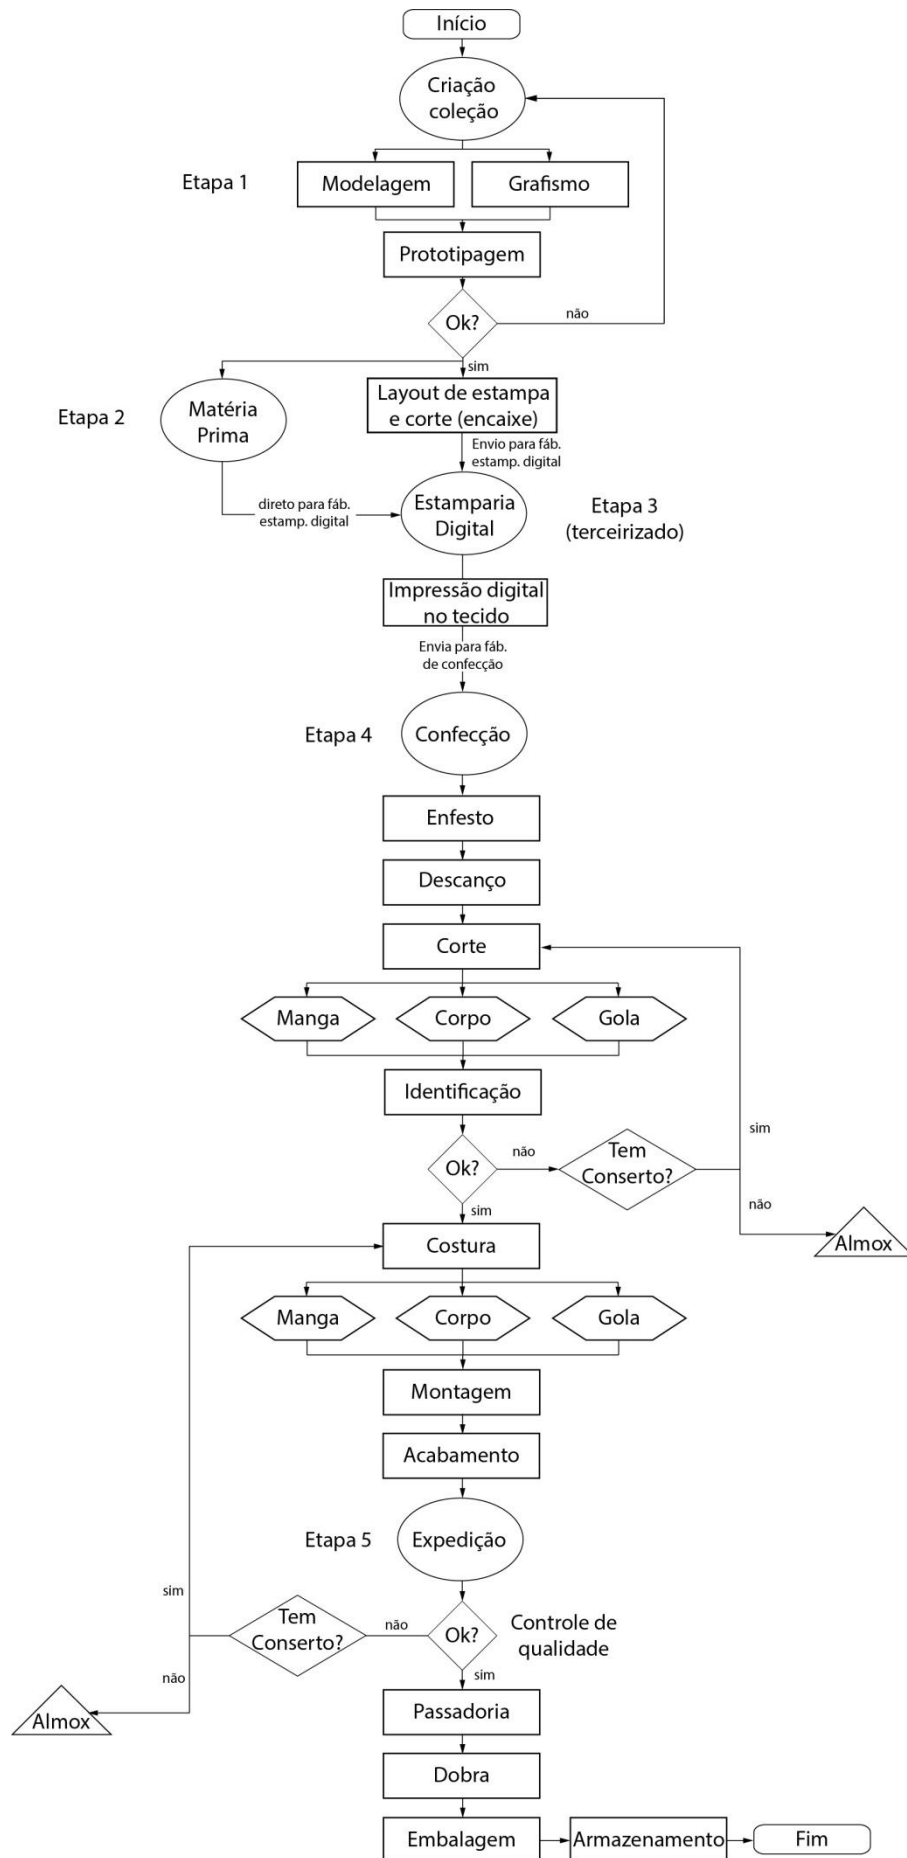 Início
Criação
coleção
Etapa 1
Modelagem
Grafismo
Prototipagem
Ok?
não
sim
Etapa 2
Matéria
Prima
Layout de estampa
e corte (encaixe)
Envio para fáb.
estamp. digital
direto para fáb.
estamp. digital
Estamparia
Digital
Etapa 3
(terceirizado)
Impressão digital
no tecido
Envia para fáb.
de confecção
Etapa 4
Confecção
Enfesto
Descanço
Corte
Manga
Corpo
Gola
Identificação
Ok?
não
Tem
Conserto?
sim
não
Almox
sim
Costura
Manga
Corpo
Gola
Montagem
Acabamento
Etapa 5
Expedição
sim
Tem
Conserto?
não
Ok?
Controle de
qualidade
não
sim
Almox
Passadoria
Dobra
Embalagem
Armazenamento
Fim